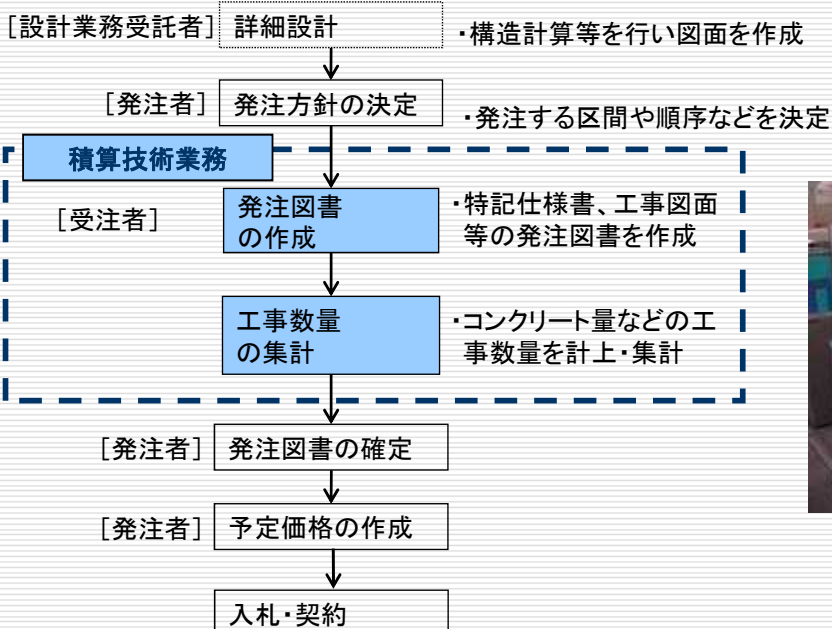 [設計業務受託者] 詳細設計 ・構造計算等を行い図面を作成
[発注者] 発注方針の決定 ・発注する区間や順序などを決定
積算技術業務
[受注者] 発注図書 ・特記仕様書、工事図面
の作成 等の発注図書を作成
工事数量 ・コンクリート量などの工
の集計 事数量を計上・集計
[発注者] 発注図書の確定
[発注者] 予定価格の作成
入札・契約